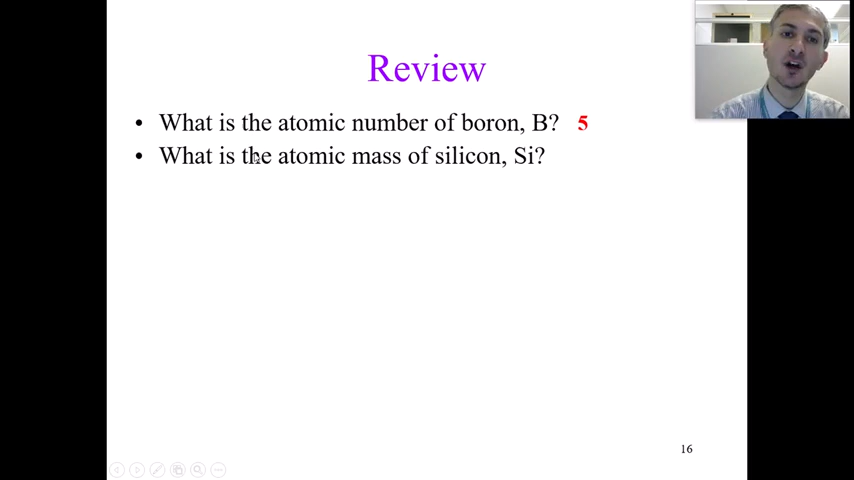 Review
• What is the atomic number of boron, B? 5
• What is the atomic mass of silicon, Si?
16